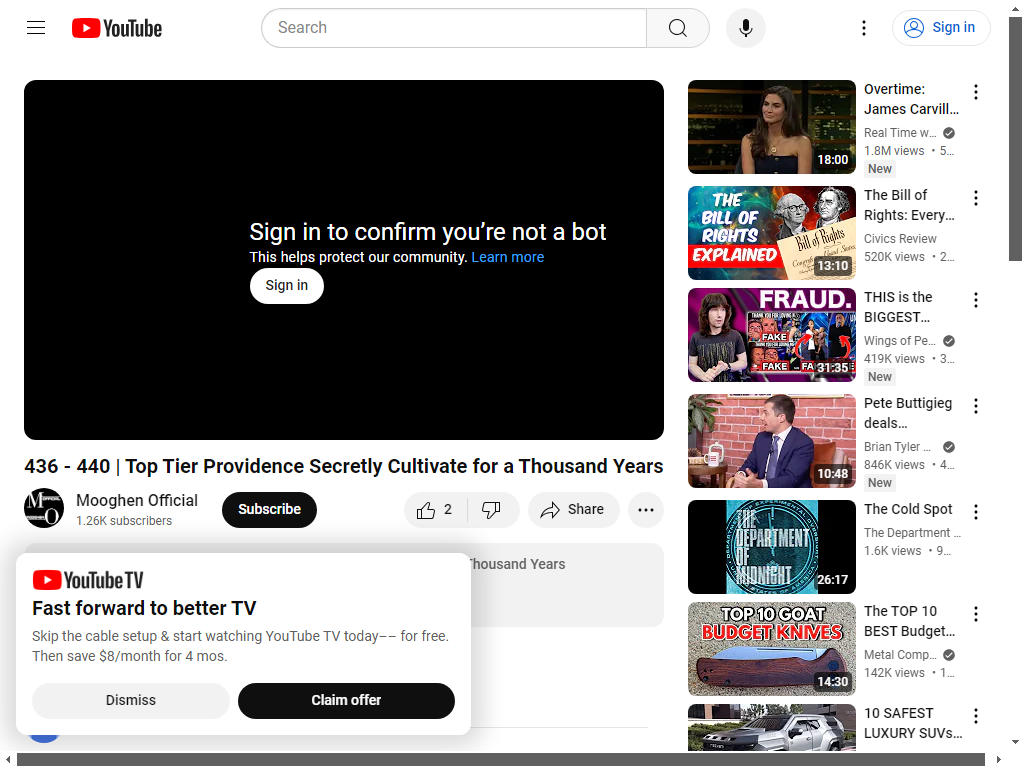 YouTube
Search
Sign in
Sign in to confirm you’re not a bot
This helps protect our community. Learn more
Sign in
436 - 440 | Top Tier Providence Secretly Cultivate for a Thousand Years
Mooghen Official
1.26K subscribers
Subscribe
2
Share
Thousand Years
YouTube TV
Fast forward to better TV
Skip the cable setup & start watching YouTube TV today–– for free.
Then save $8/month for 4 mos.
Dismiss
Claim offer
18:00
Overtime:
James Carvill...
Real Time w...
1.8M views • 5...
New
THE
BILL OF
RIGHTS
EXPLAINED
Bill of Rights
13:10
The Bill of
Rights: Every...
Civics Review
520K views • 2...
FRAUD.
FAKE
FAKE
31:35
THIS is the
BIGGEST...
Wings of Pe...
419K views • 3...
New
10:48
Pete Buttigieg
deals...
Brian Tyler ...
846K views • 4...
New
THE
DEPARTMENT
OF
MIDNIGHT
26:17
The Cold Spot
The Department ...
1.6K views • 9...
TOP 10 GOAT
BUDGET KNIVES
14:30
The TOP 10
BEST Budget...
Metal Comp...
142K views • 1...
10 SAFEST
LUXURY SUVs...